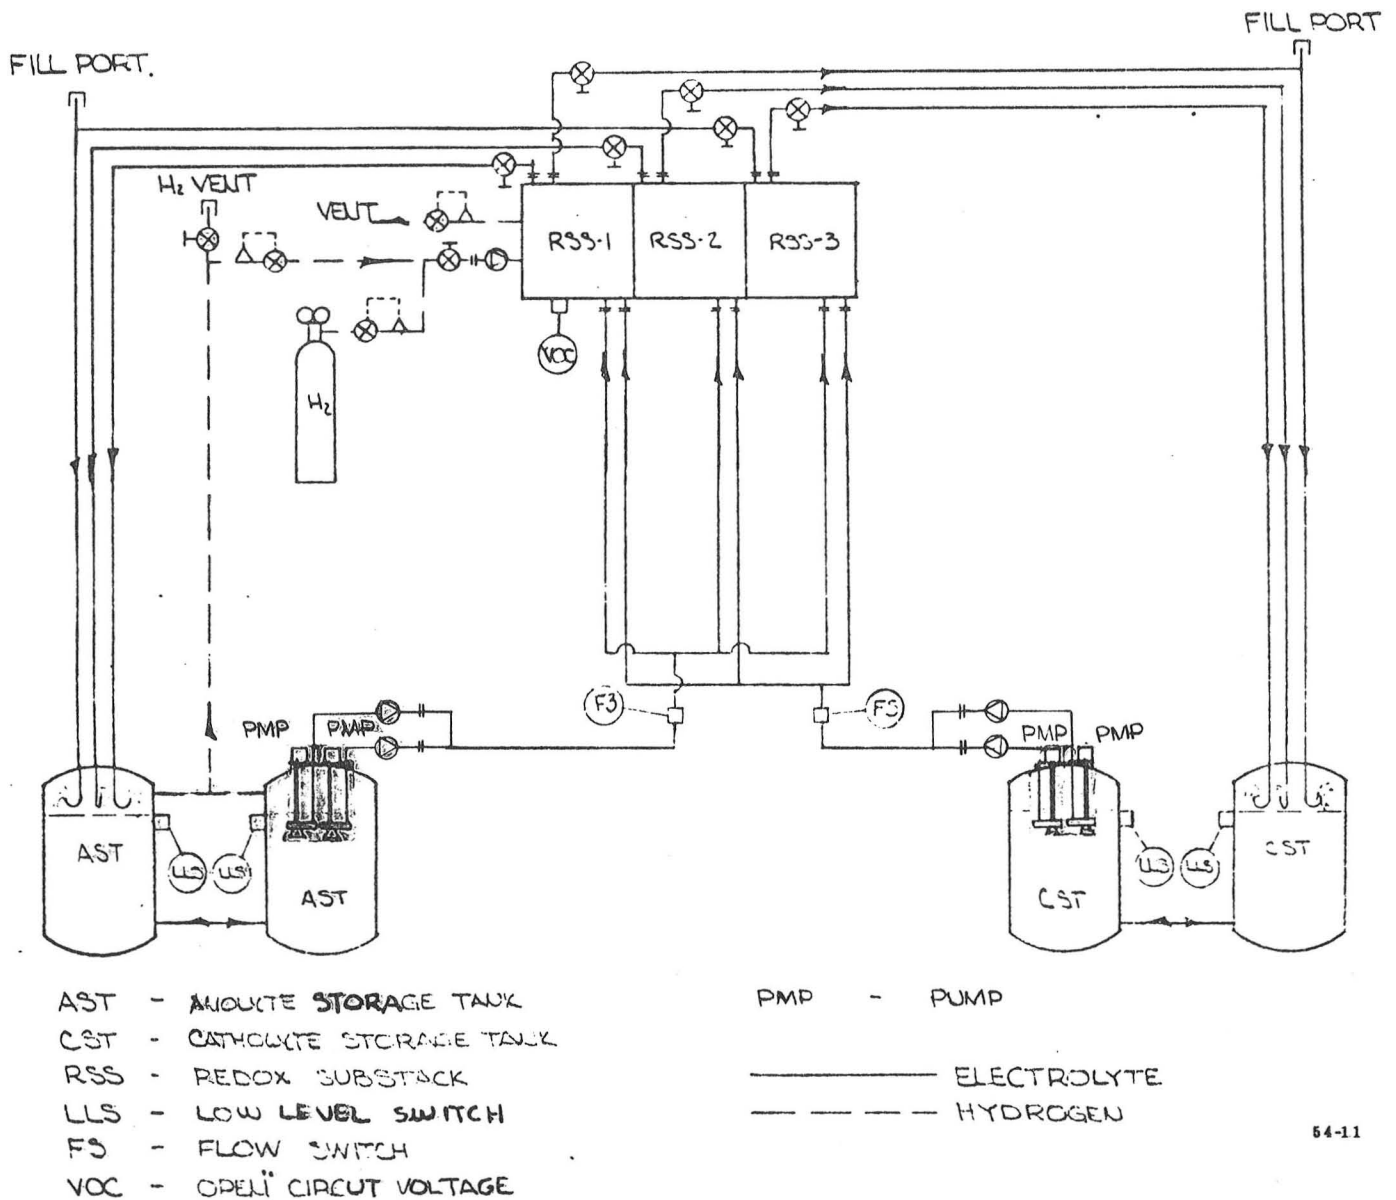 FILL PORT
FILL PORT.
H₂ VENT
VENT
RSS-1
RSS-2
RSS-3
VOC
H₂
FS
FS
PMP
PMP
PMP
PMP
AST
LLS
LLS
AST
CST
LLS
LLS
CST
AST - ANOLYTE STORAGE TANK
CST - CATHOLYTE STORAGE TANK
RSS - REDOX SUBSTACK
LLS - LOW LEVEL SWITCH
FS - FLOW SWITCH
VOC - OPEN CIRCUT VOLTAGE
PMP - PUMP
ELECTROLYTE
HYDROGEN
54-11